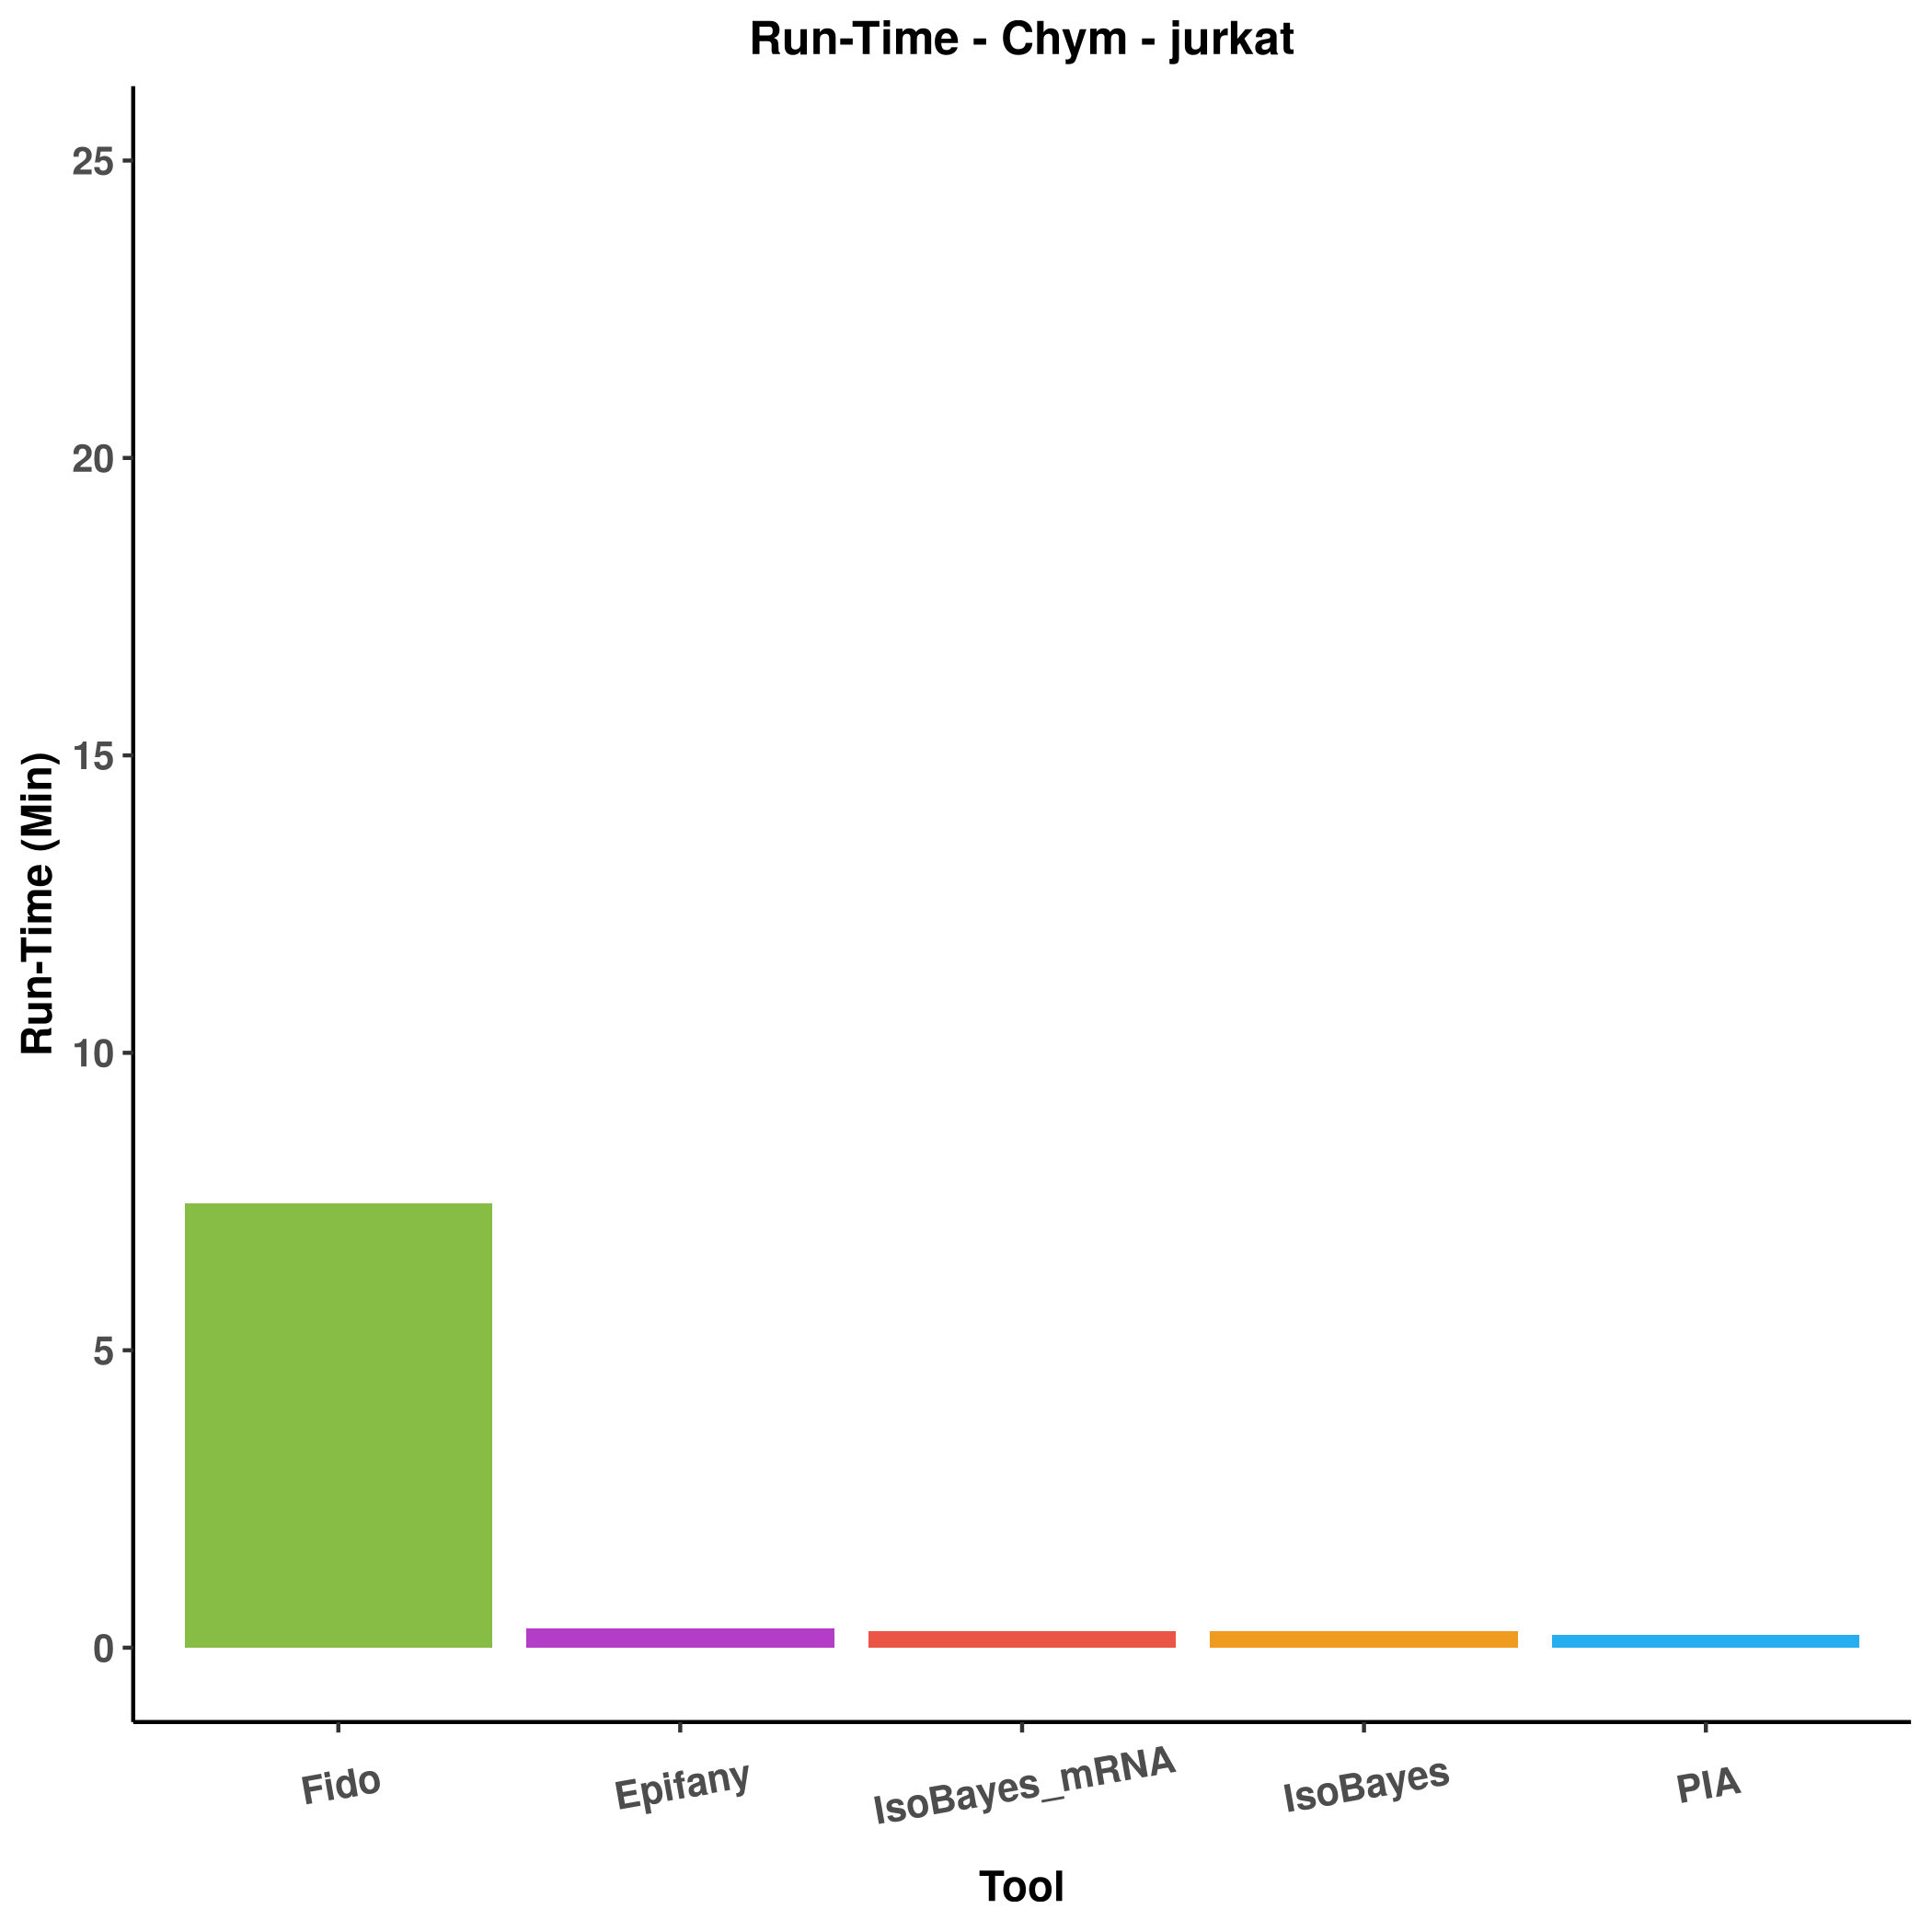 Run-Time - Chym - jurkat
Run-Time (Min)
25
20
15
10
5
0
Fido
Epifany
IsoBayes_mRNA
IsoBayes
PIA
Tool